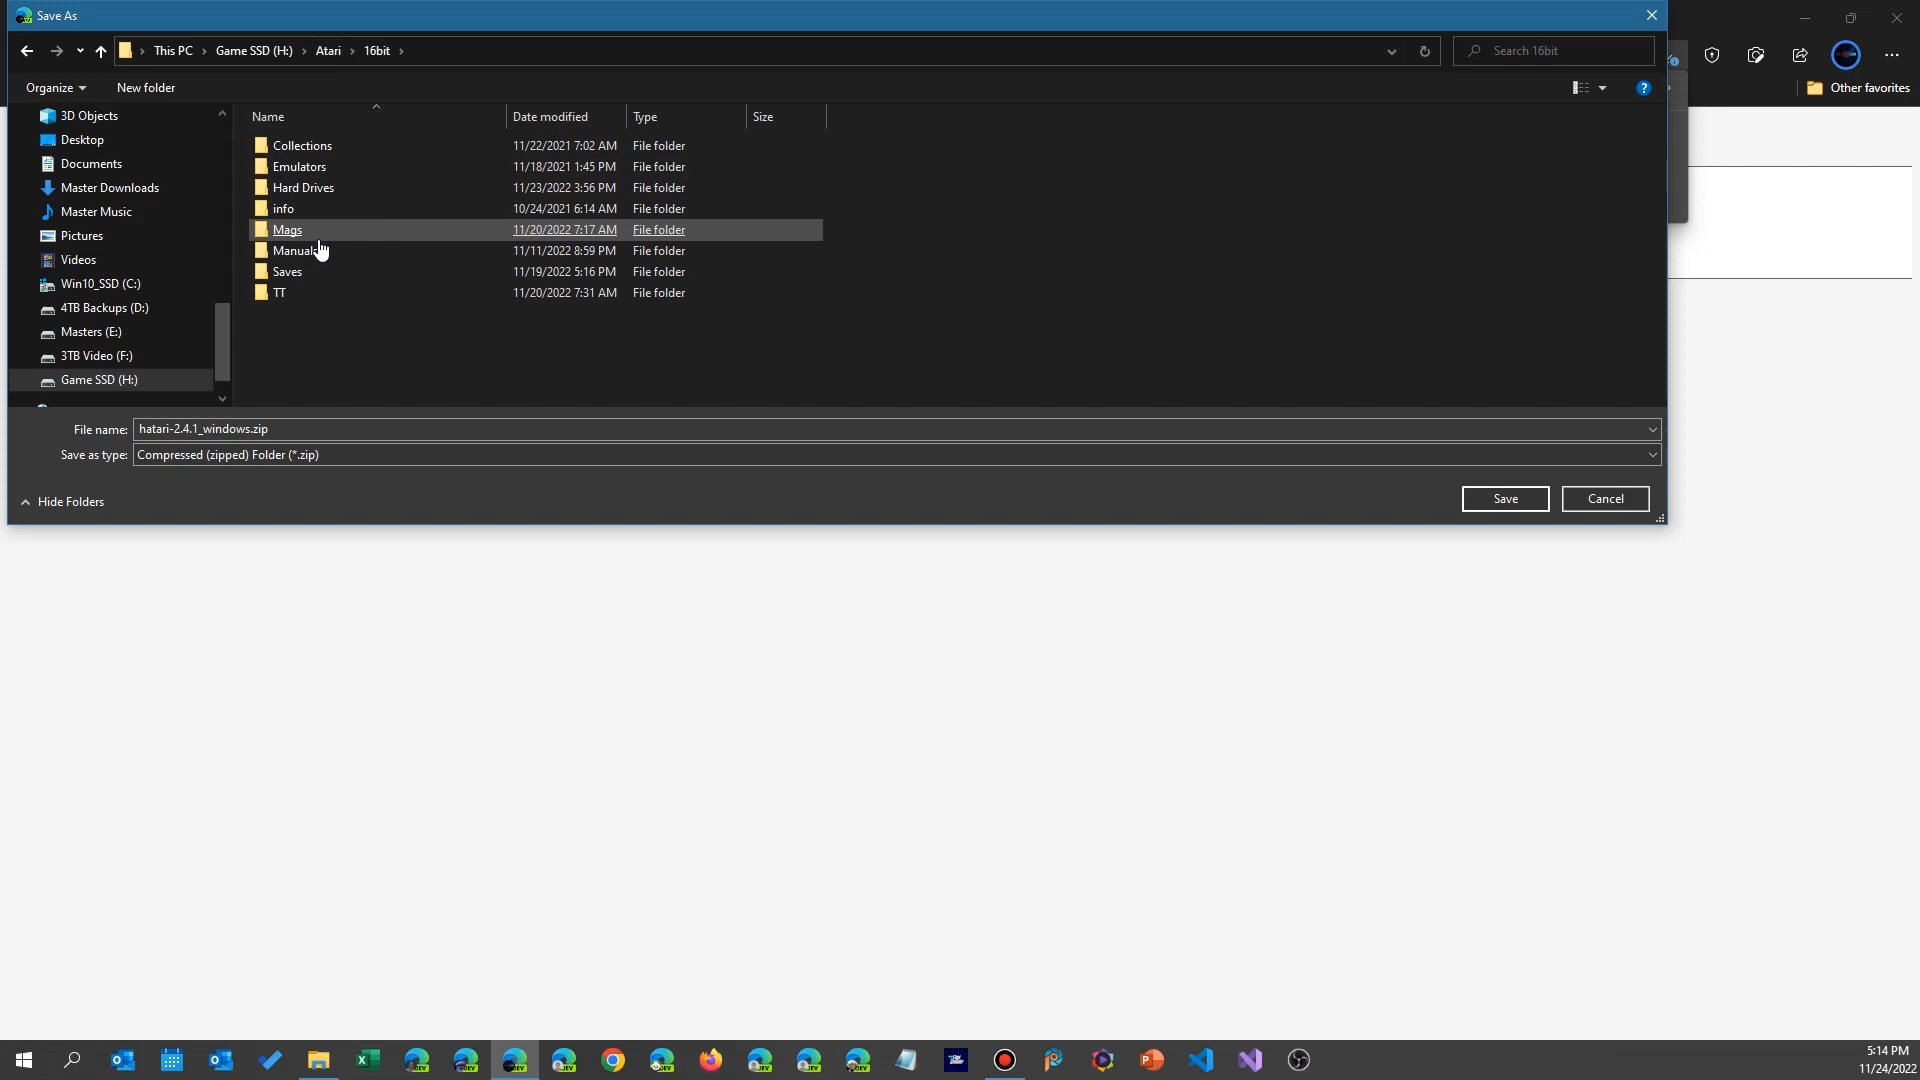 Save As
This PC > Game SSD (H:) > Atari > 16bit >
Search 16bit
Organize
New folder
?
Other favorites
3D Objects
Desktop
Documents
Master Downloads
Master Music
Pictures
Videos
Win10_SSD (C:)
4TB Backups (D:)
Masters (E:)
3TB Video (F:)
Game SSD (H:)
Name Date modified Type Size
Collections 11/22/2021 7:02 AM File folder
Emulators 11/18/2021 1:45 PM File folder
Hard Drives 11/23/2022 3:56 PM File folder
info 10/24/2021 6:14 AM File folder
Mags 11/20/2022 7:17 AM File folder
Manuals 11/11/2022 8:59 PM File folder
Saves 11/19/2022 5:16 PM File folder
TT 11/20/2022 7:31 AM File folder
File name: hatari-2.4.1_windows.zip
Save as type: Compressed (zipped) Folder (*.zip)
Hide Folders
Save
Cancel
5:14 PM
11/24/2022